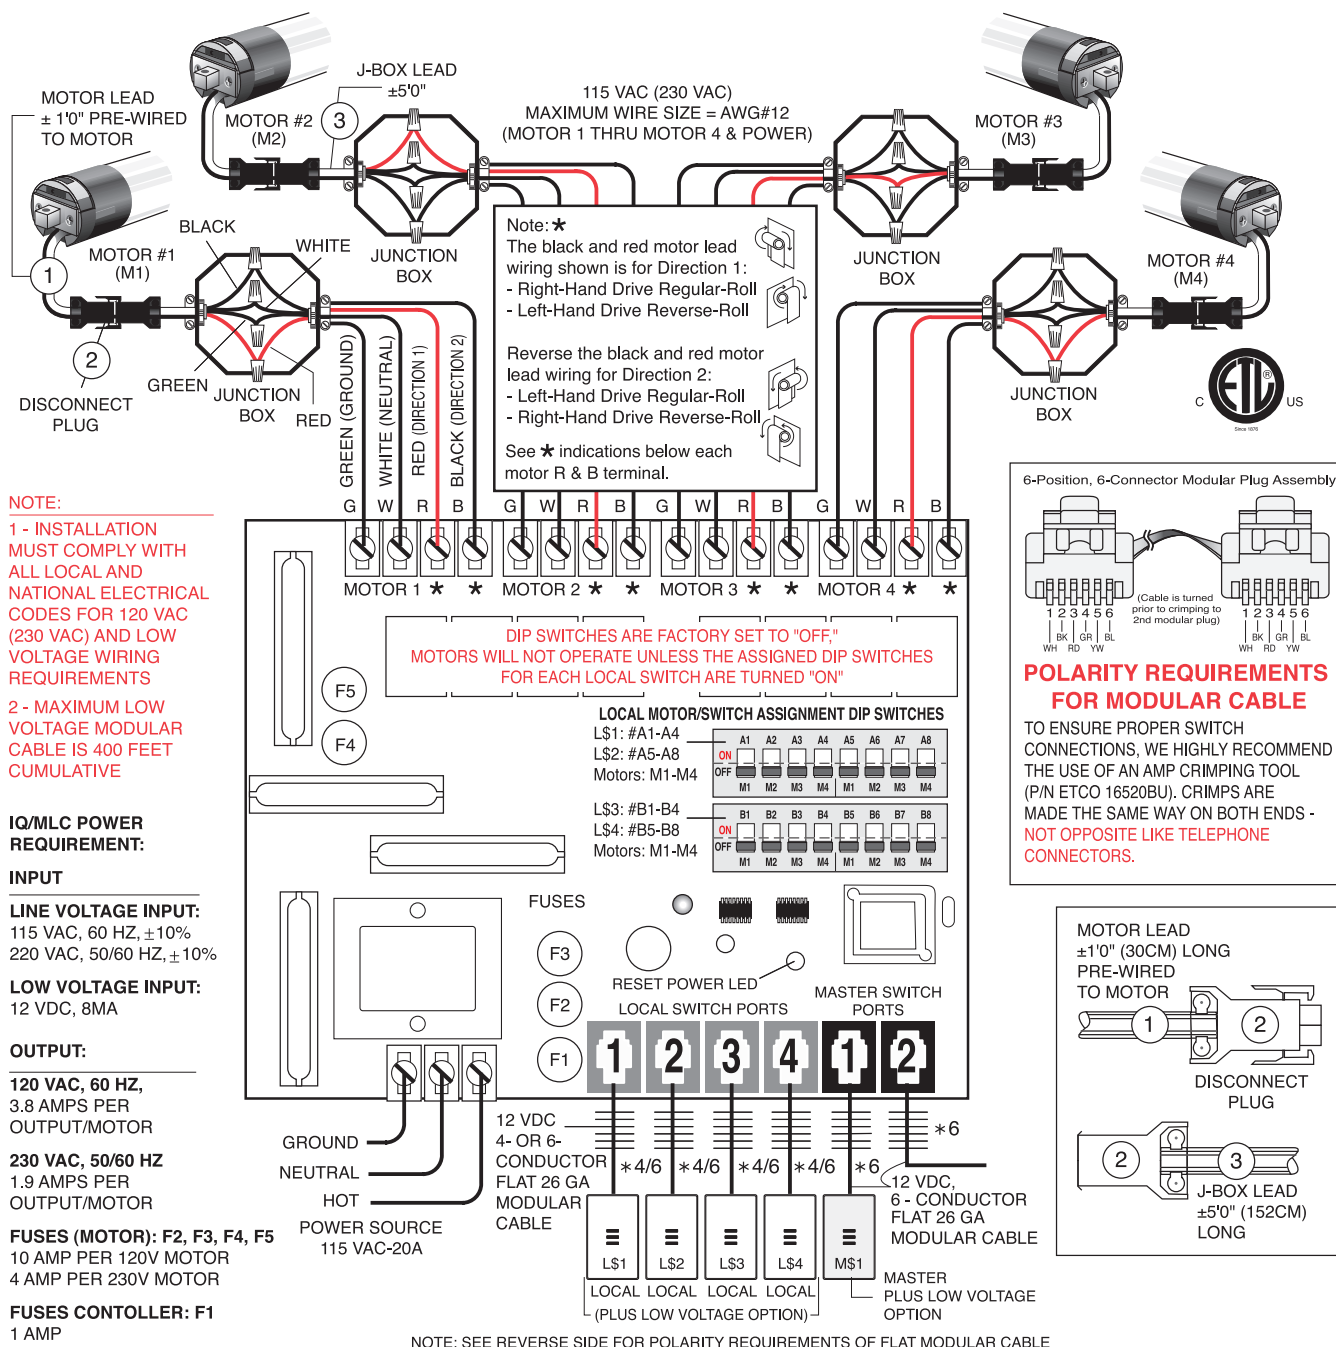 MOTOR LEAD
± 1'0" PRE-WIRED
TO MOTOR
MOTOR #2
(M2)
3
J-BOX LEAD
±5'0"
115 VAC (230 VAC)
MAXIMUM WIRE SIZE = AWG#12
(MOTOR 1 THRU MOTOR 4 & POWER)
MOTOR #3
(M3)
1
MOTOR #1
(M1)
BLACK
WHITE
JUNCTION
BOX
JUNCTION
BOX
MOTOR #4
(M4)
2
DISCONNECT
PLUG
GREEN
JUNCTION
BOX
RED
JUNCTION
BOX
GREEN (GROUND)
WHITE (NEUTRAL)
RED (DIRECTION 1)
BLACK (DIRECTION 2)
Note: *
The black and red motor lead
wiring shown is for Direction 1:
- Right-Hand Drive Regular-Roll
- Left-Hand Drive Reverse-Roll
Reverse the black and red motor
lead wiring for Direction 2:
- Left-Hand Drive Regular-Roll
- Right-Hand Drive Reverse-Roll
See * indications below each
motor R & B terminal.
C ETL ® US
Since 1876
NOTE:
1 - INSTALLATION
MUST COMPLY WITH
ALL LOCAL AND
NATIONAL ELECTRICAL
CODES FOR 120 VAC
(230 VAC) AND LOW
VOLTAGE WIRING
REQUIREMENTS
2 - MAXIMUM LOW
VOLTAGE MODULAR
CABLE IS 400 FEET
CUMULATIVE
IQ/MLC POWER
REQUIREMENT:
INPUT
LINE VOLTAGE INPUT:
115 VAC, 60 HZ, ±10%
220 VAC, 50/60 HZ, ±10%
LOW VOLTAGE INPUT:
12 VDC, 8MA
OUTPUT:
120 VAC, 60 HZ,
3.8 AMPS PER
OUTPUT/MOTOR
230 VAC, 50/60 HZ
1.9 AMPS PER
OUTPUT/MOTOR
FUSES (MOTOR): F2, F3, F4, F5
10 AMP PER 120V MOTOR
4 AMP PER 230V MOTOR
FUSES CONTOLLER: F1
1 AMP
G W R B G W R B G W R B G W R B
MOTOR 1 * * MOTOR 2 * * MOTOR 3 * * MOTOR 4 * *
DIP SWITCHES ARE FACTORY SET TO "OFF,"
MOTORS WILL NOT OPERATE UNLESS THE ASSIGNED DIP SWITCHES
FOR EACH LOCAL SWITCH ARE TURNED "ON"
F5
F4
LOCAL MOTOR/SWITCH ASSIGNMENT DIP SWITCHES
L$1: #A1-A4
L$2: #A5-A8
Motors: M1-M4
A1 A2 A3 A4 A5 A6 A7 A8
ON
OFF
M1 M2 M3 M4 M1 M2 M3 M4
L$3: #B1-B4
L$4: #B5-B8
Motors: M1-M4
B1 B2 B3 B4 B5 B6 B7 B8
ON
OFF
M1 M2 M3 M4 M1 M2 M3 M4
FUSES
F3
F2
F1
RESET POWER LED
LOCAL SWITCH PORTS
MASTER SWITCH
PORTS
1 2 3 4 1 2
GROUND
NEUTRAL
HOT
POWER SOURCE
115 VAC-20A
12 VDC
4- OR 6-
CONDUCTOR
FLAT 26 GA
MODULAR
CABLE
*4/6 *4/6 *4/6 *4/6 *6
*6
12 VDC,
6 - CONDUCTOR
FLAT 26 GA
MODULAR CABLE
L$1 L$2 L$3 L$4 M$1
LOCAL LOCAL LOCAL LOCAL
(PLUS LOW VOLTAGE OPTION)
MASTER
PLUS LOW VOLTAGE
OPTION
NOTE: SEE REVERSE SIDE FOR POLARITY REQUIREMENTS OF FLAT MODULAR CABLE
6-Position, 6-Connector Modular Plug Assembly
1 2 3 4 5 6
BK GR BL
WH RD YW
(Cable is turned
prior to crimping to
2nd modular plug)
1 2 3 4 5 6
BK GR BL
WH RD YW
POLARITY REQUIREMENTS
FOR MODULAR CABLE
TO ENSURE PROPER SWITCH
CONNECTIONS, WE HIGHLY RECOMMEND
THE USE OF AN AMP CRIMPING TOOL
(P/N ETCO 16520BU). CRIMPS ARE
MADE THE SAME WAY ON BOTH ENDS -
NOT OPPOSITE LIKE TELEPHONE
CONNECTORS.
MOTOR LEAD
±1'0" (30CM) LONG
PRE-WIRED
TO MOTOR
1
2
DISCONNECT
PLUG
2
3
J-BOX LEAD
±5'0" (152CM)
LONG